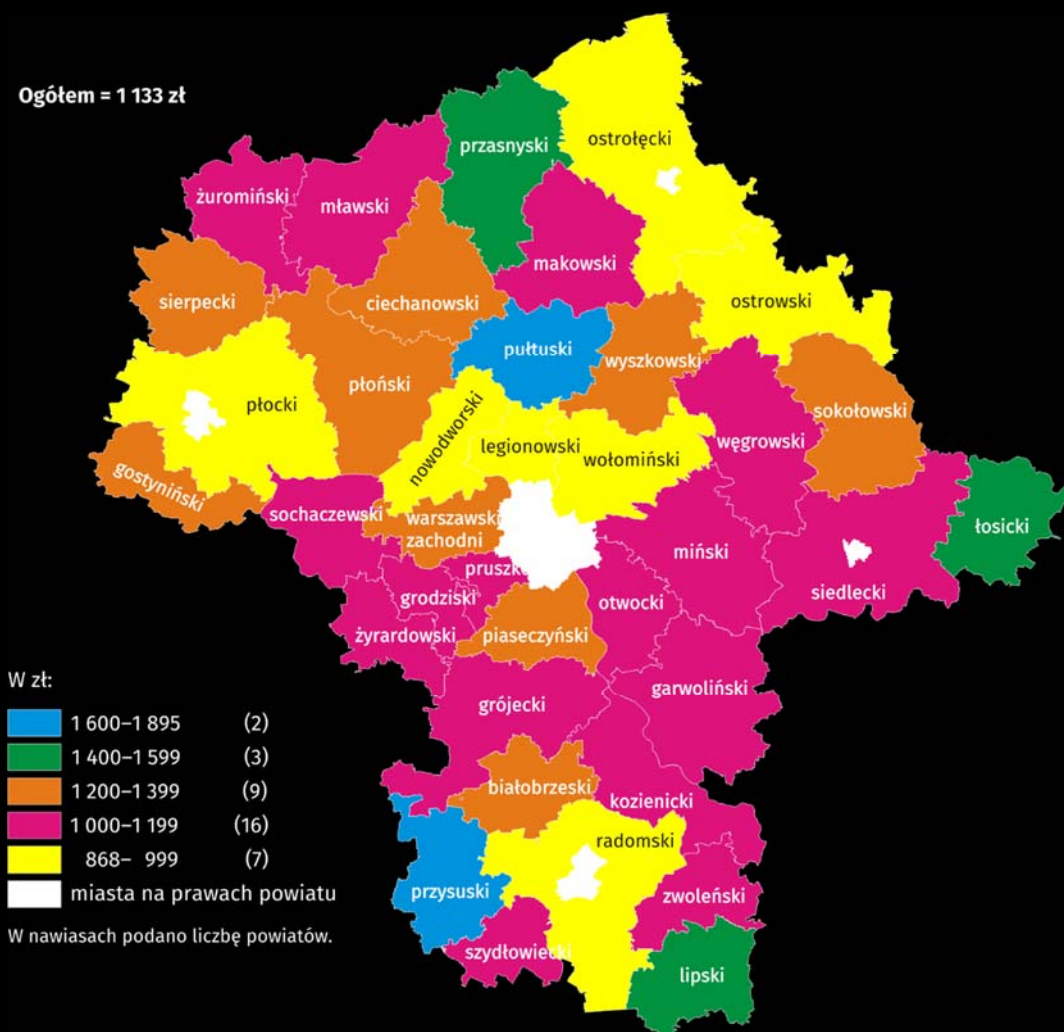 Ogółem = 1 133 zł
przasnyski
ostrołęcki
żuromiński
mławski
makowski
sierpecki
ciechanowski
ostrowski
pułtuski
wyszkowski
płoński
płocki
nowodworski
legionowski
wołomiński
węgrowski
sokołowski
gostyniński
sochaczewski
warszawski
zachodni
miński
łosicki
siedlecki
grodziski
otwocki
żyrardowski
piaseczyński
garwoliński
grójecki
białobrzeski
kozienicki
radomski
przysuski
zwoleński
szydłowiecki
lipski
W zł:
1 600–1 895 (2)
1 400–1 599 (3)
1 200–1 399 (9)
1 000–1 199 (16)
868– 999 (7)
miasta na prawach powiatu
W nawiasach podano liczbę powiatów.